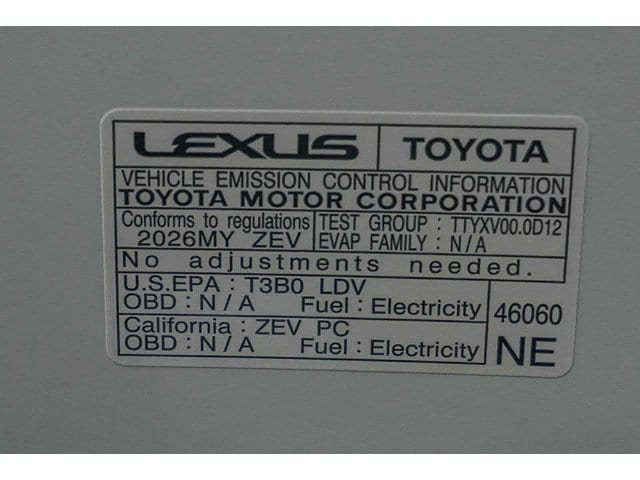 LEXUS TOYOTA
VEHICLE EMISSION CONTROL INFORMATION
TOYOTA MOTOR CORPORATION
Conforms to regulations TEST GROUP : TTYXV00.0D12
2026MY ZEV EVAP FAMILY : N/A
No adjustments needed.
U.S.EPA : T3B0 LDV
OBD : N/A Fuel : Electricity 46060
California : ZEV PC
OBD : N/A Fuel : Electricity NE